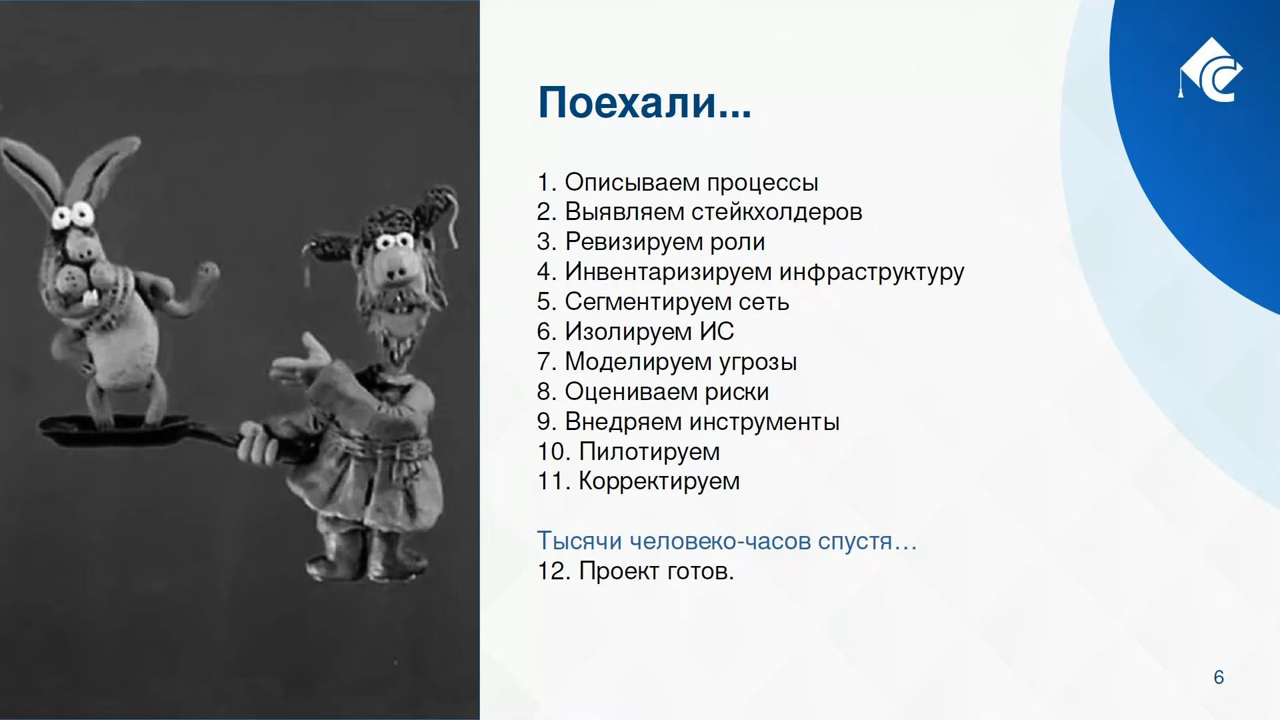 Поехали...
1. Описываем процессы
2. Выявляем стейкхолдеров
3. Ревизируем роли
4. Инвентаризируем инфраструктуру
5. Сегментируем сеть
6. Изолируем ИС
7. Моделируем угрозы
8. Оцениваем риски
9. Внедряем инструменты
10. Пилотируем
11. Корректируем
Тысячи человеко-часов спустя…
12. Проект готов.
6